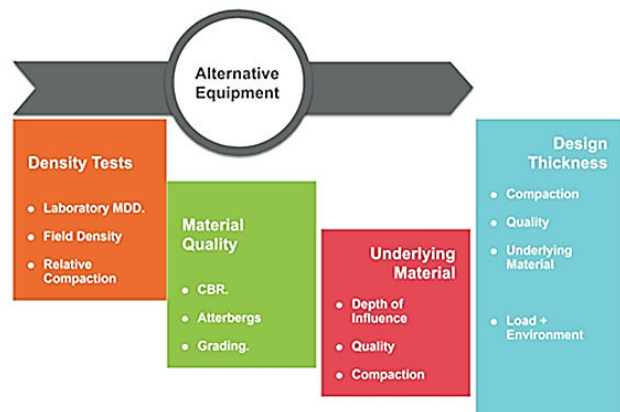 Alternative
Equipment
Density Tests
• Laboratory MDD.
• Field Density
• Relative
Compaction
Material
Quality
• CBR.
• Atterbergs
• Grading.
Underlying
Material
• Depth of
Influence
• Quality
• Compaction
Design
Thickness
• Compaction
• Quality
• Underlying
Material
• Load +
Environment